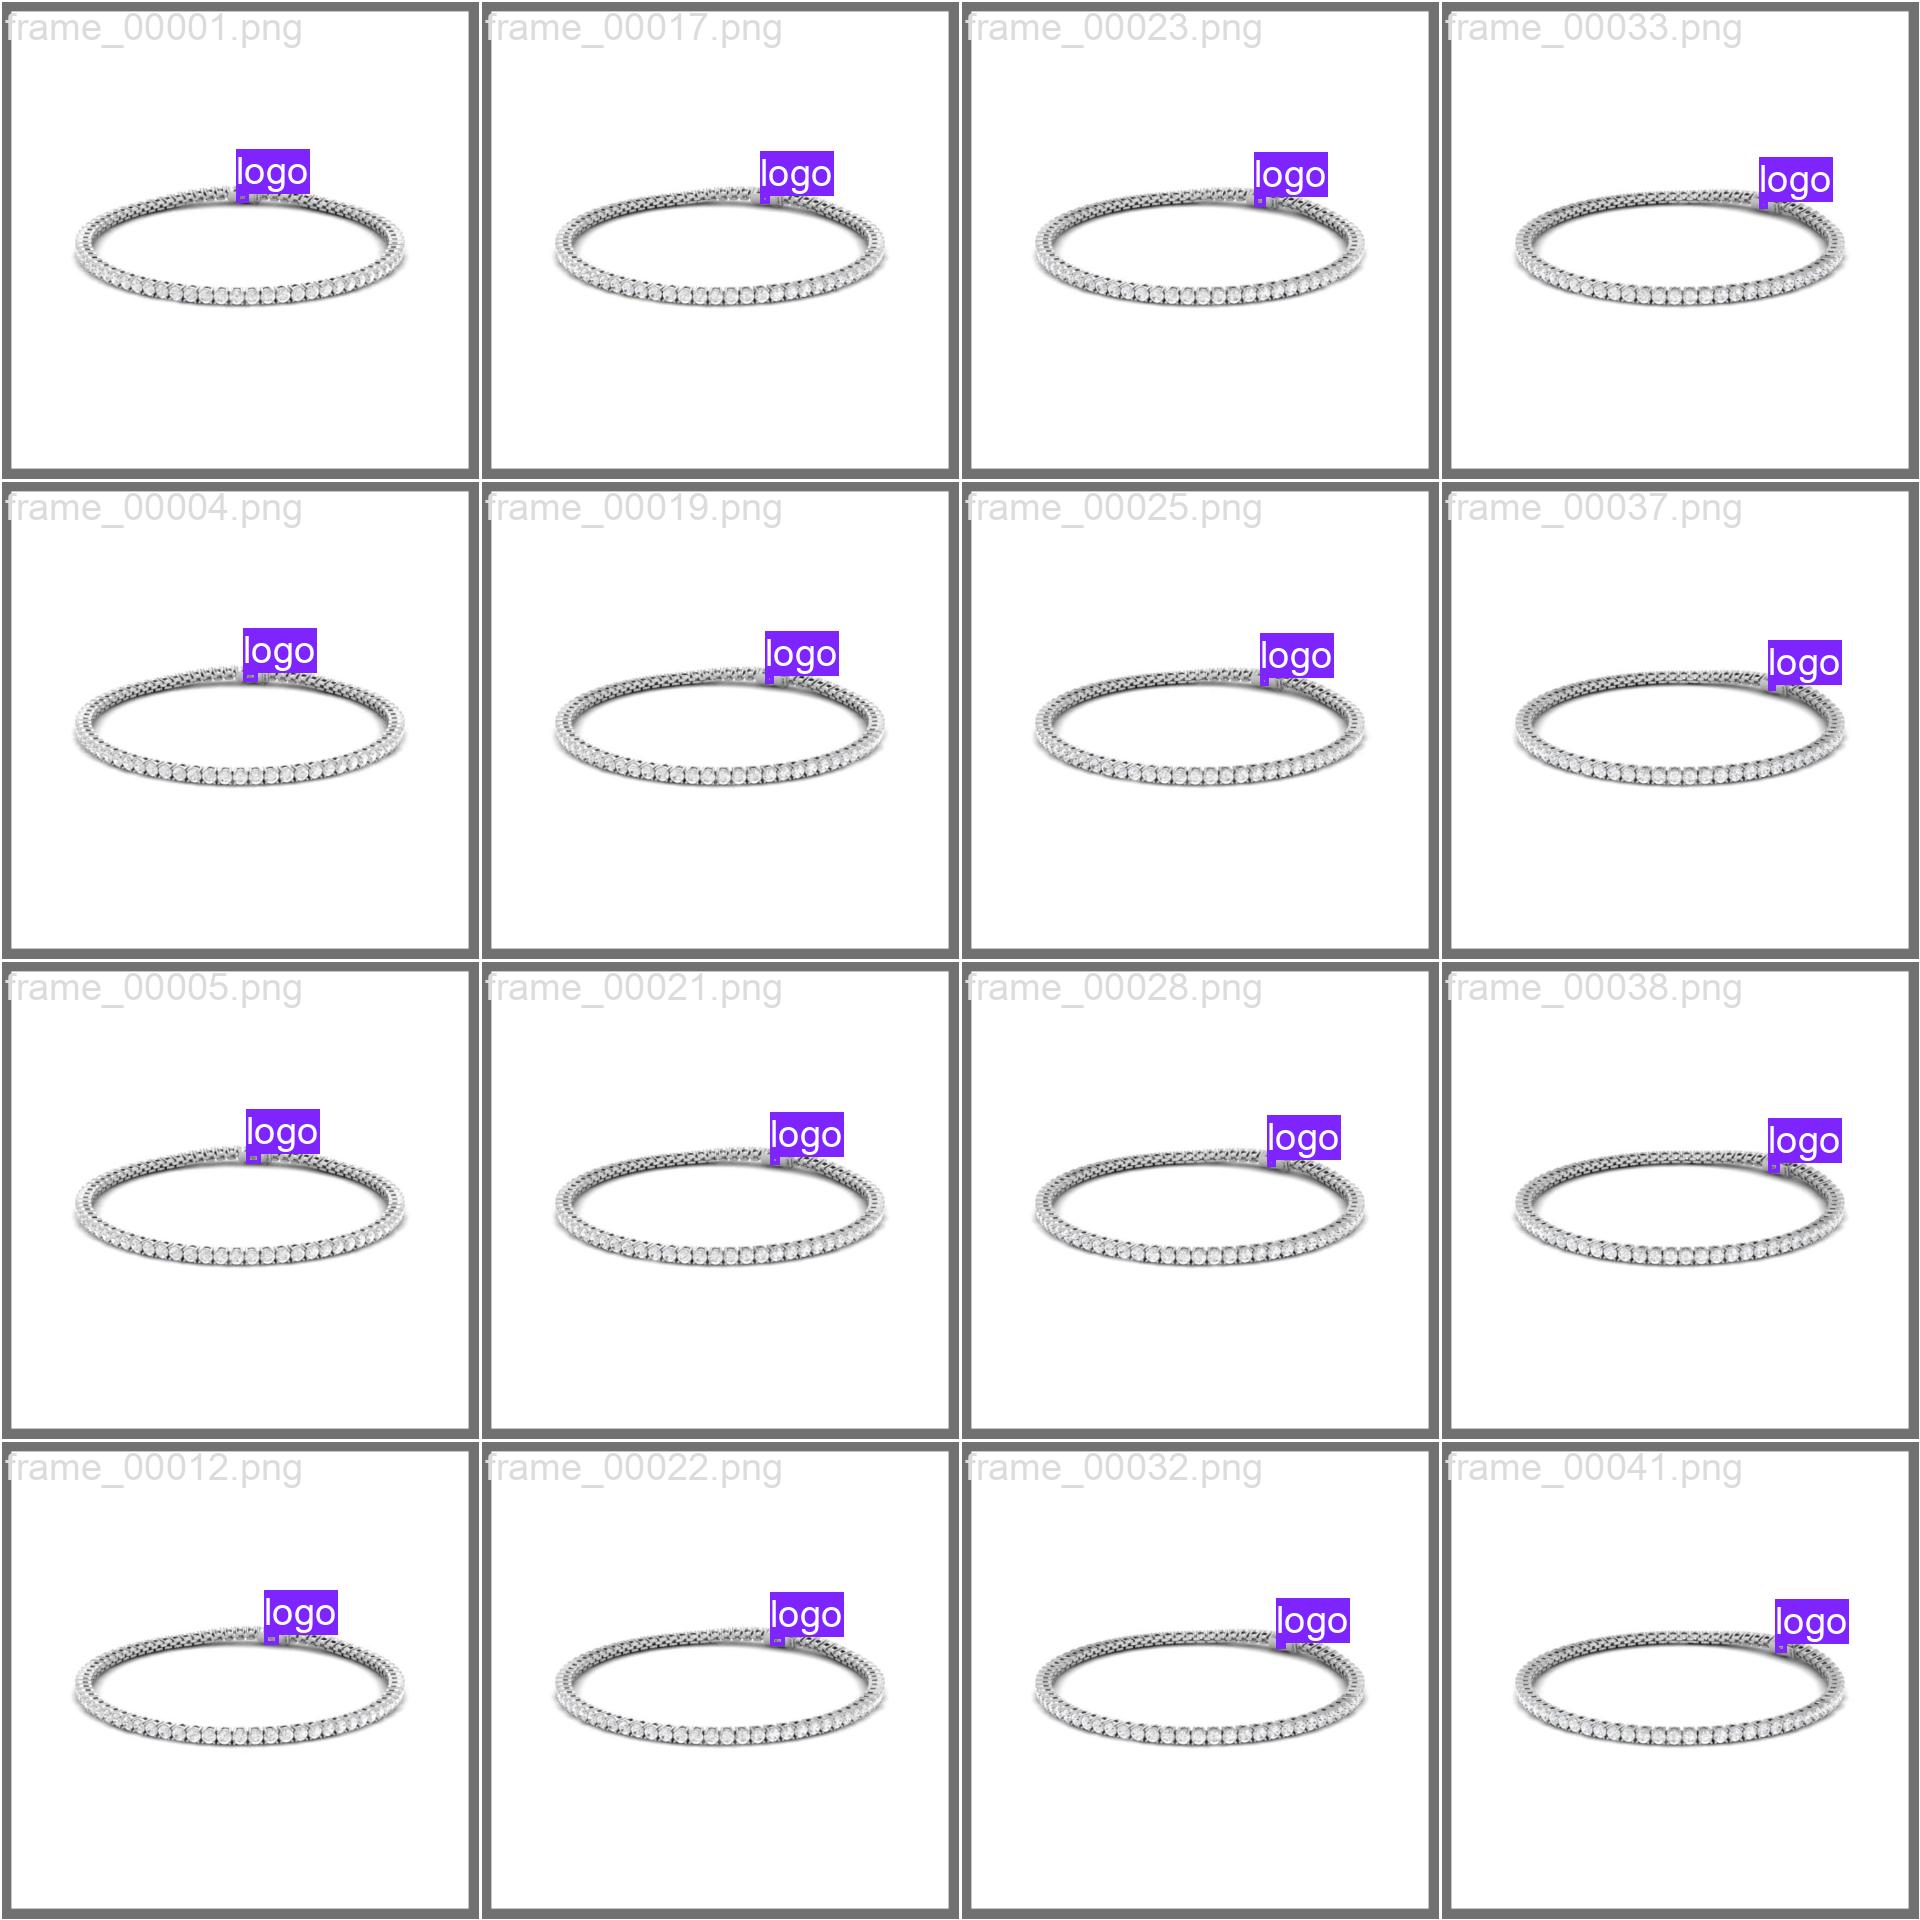 frame_00001.png
logo
frame_00017.png
logo
frame_00023.png
logo
frame_00033.png
logo
frame_00004.png
logo
frame_00019.png
logo
frame_00025.png
logo
frame_00037.png
logo
frame_00005.png
logo
frame_00021.png
logo
frame_00028.png
logo
frame_00038.png
logo
frame_00012.png
logo
frame_00022.png
logo
frame_00032.png
logo
frame_00041.png
logo